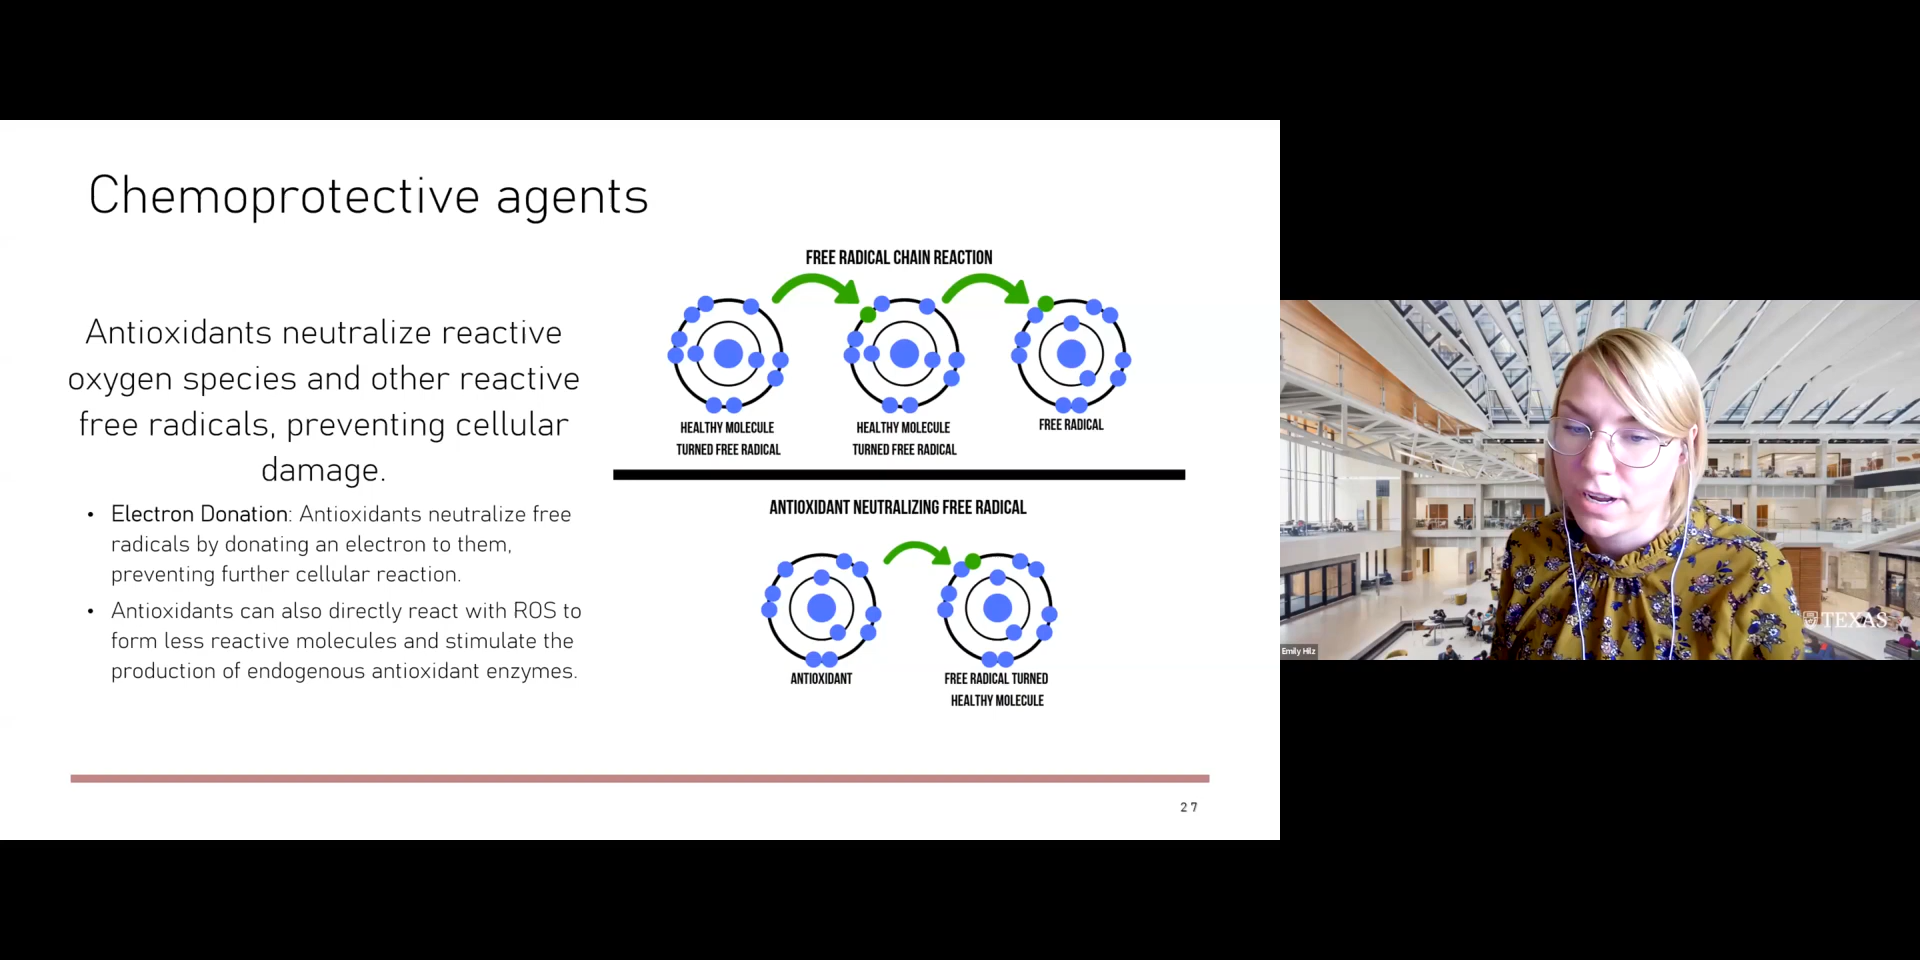 Chemoprotective agents
Antioxidants neutralize reactive
oxygen species and other reactive
free radicals, preventing cellular
damage.
• Electron Donation: Antioxidants neutralize free
radicals by donating an electron to them,
preventing further cellular reaction.
• Antioxidants can also directly react with ROS to
form less reactive molecules and stimulate the
production of endogenous antioxidant enzymes.
FREE RADICAL CHAIN REACTION
HEALTHY MOLECULE
TURNED FREE RADICAL
HEALTHY MOLECULE
TURNED FREE RADICAL
FREE RADICAL
ANTIOXIDANT NEUTRALIZING FREE RADICAL
ANTIOXIDANT
FREE RADICAL TURNED
HEALTHY MOLECULE
27
TEXAS
Emily Hilz